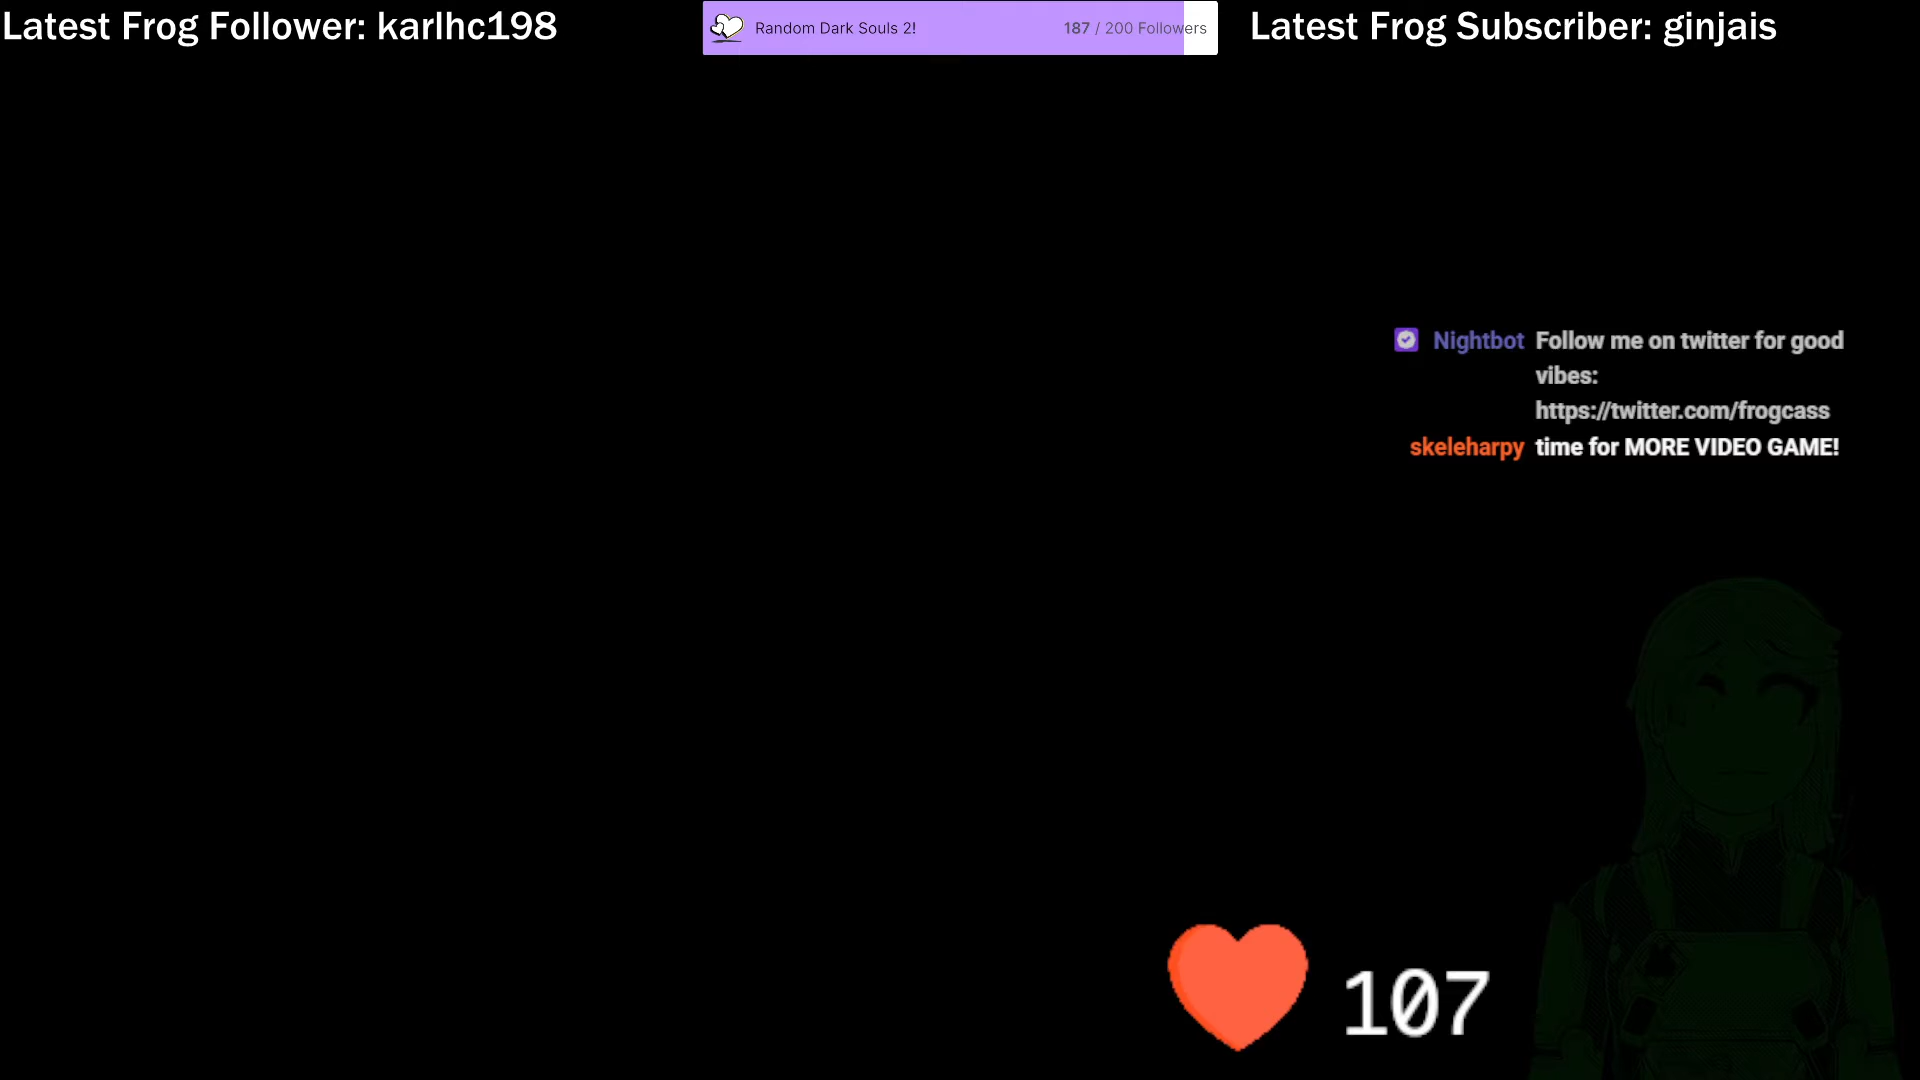 Latest Frog Follower: karlhc198
Random Dark Souls 2!
187 / 200 Followers
Latest Frog Subscriber: ginjais
Nightbot Follow me on twitter for good
vibes:
https://twitter.com/frogcass
skeleharpy time for MORE VIDEO GAME!
107